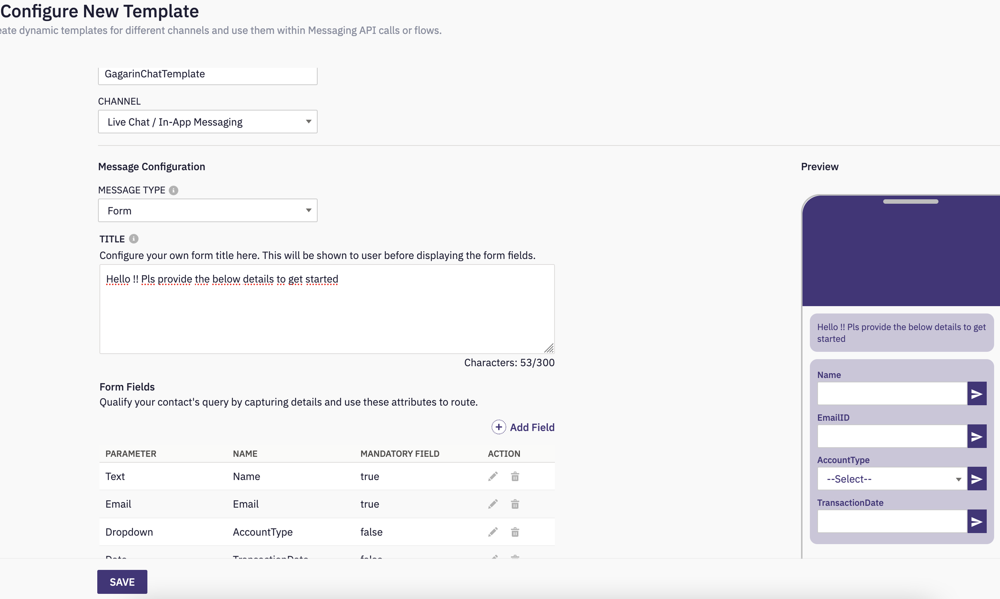 Configure New Template
eate dynamic templates for different channels and use them within Messaging API calls or flows.
GagarinChatTemplate
CHANNEL
Live Chat / In-App Messaging
Message Configuration
MESSAGE TYPE
Form
TITLE
Configure your own form title here. This will be shown to user before displaying the form fields.
Hello !! Pls provide the below details to get started
Characters: 53/300
Form Fields
Qualify your contact's query by capturing details and use these attributes to route.
Add Field
PARAMETER NAME MANDATORY FIELD ACTION
Text Name true
Email Email true
Dropdown AccountType false
Date TransactionDate false
SAVE
Preview
Hello !! Pls provide the below details to get
started
Name
EmailID
AccountType
--Select--
TransactionDate